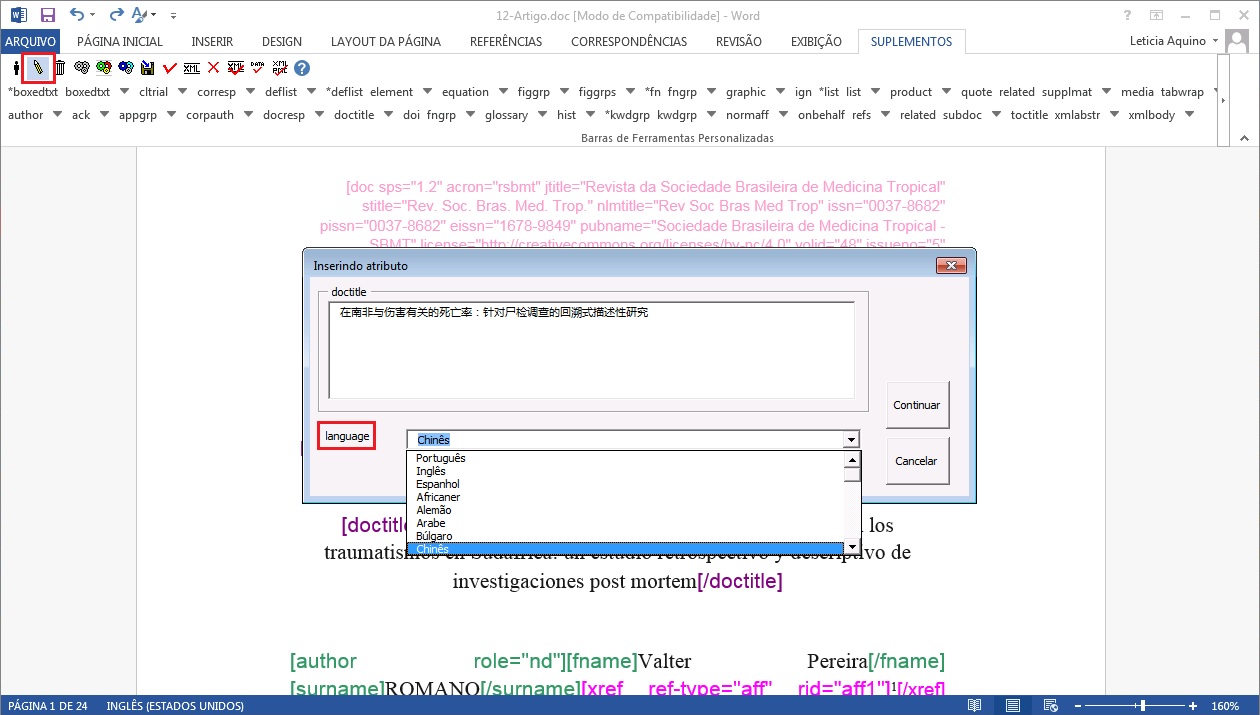 12-Artigo.doc [Modo de Compatibilidade] - Word
ARQUIVO PÁGINA INICIAL INSERIR DESIGN LAYOUT DA PÁGINA REFERÊNCIAS CORRESPONDÊNCIAS REVISÃO EXIBIÇÃO SUPLEMENTOS Leticia Aquino
*boxedtxt boxedtxt cltrial corresp deflist *deflist element equation figgrp figgrps *fn fngrp graphic ign *list list product quote related supplmat media tabwrap
author ack appgrp corpauth docresp doctitle doi fngrp glossary hist *kwdgrp kwdgrp normaff onbehalf refs related subdoc toctitle xmlabstr xmlbody
Barras de Ferramentas Personalizadas
[doc sps="1.2" acron="rsbmt" jtitle="Revista da Sociedade Brasileira de Medicina Tropical"
stitle="Rev. Soc. Bras. Med. Trop." nlmtitle="Rev Soc Bras Med Trop" issn="0037-8682"
pissn="0037-8682" eissn="1678-9849" pubname="Sociedade Brasileira de Medicina Tropical -
SBMT" license="http://creativecommons.org/licenses/by-nc/4.0" volid="48" issueno="5"
Inserindo atributo
doctitle
在南非与伤害有关的死亡率：针对尸检调查的回溯式描述性研究
Continuar
language
Chinês
Cancelar
Português
Inglês
Espanhol
Africaner
Alemão
Arabe
Búlgaro
Chinês
[doctitl los
traumatismos en Sudáfrica: un estudio retrospectivo y descriptivo de
investigaciones post mortem[/doctitle]
[author role="nd"][fname]Valter Pereira[/fname]
[surname]ROMANO[/surname][xref ref-type="aff" rid="aff1"]1[/xref]
PÁGINA 1 DE 24 INGLÊS (ESTADOS UNIDOS) 160%